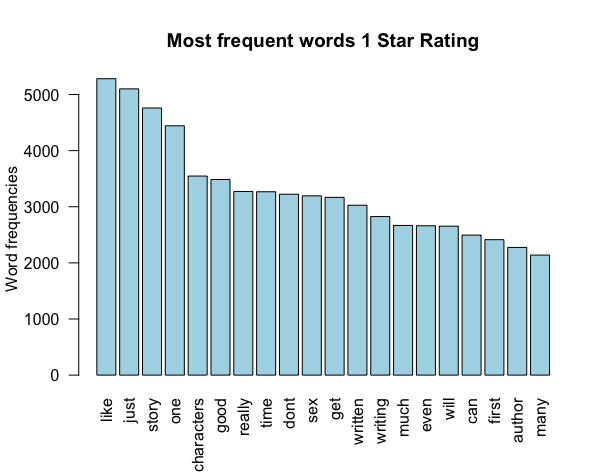 Most frequent words 1 Star Rating
Word frequencies
5000
4000
3000
2000
1000
0
like
just
story
one
characters
good
really
time
dont
sex
get
written
writing
much
even
will
can
first
author
many